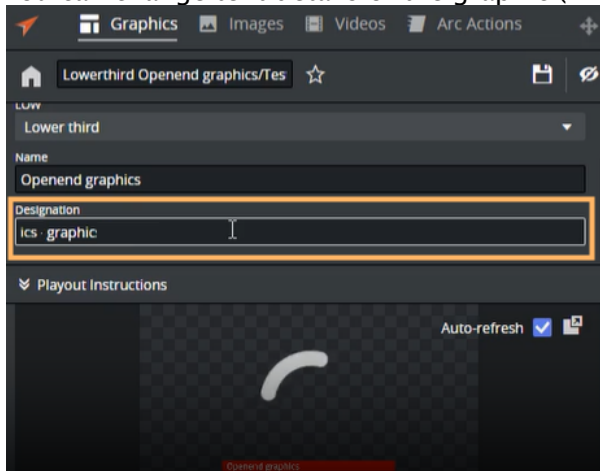 Graphics Images Videos Arc Actions
Lowerthird Openend graphics/Tes
LOW
Lower third
Name
Openend graphics
Designation
ics graphic
Playout Instructions
Auto-refresh
Openend graphics